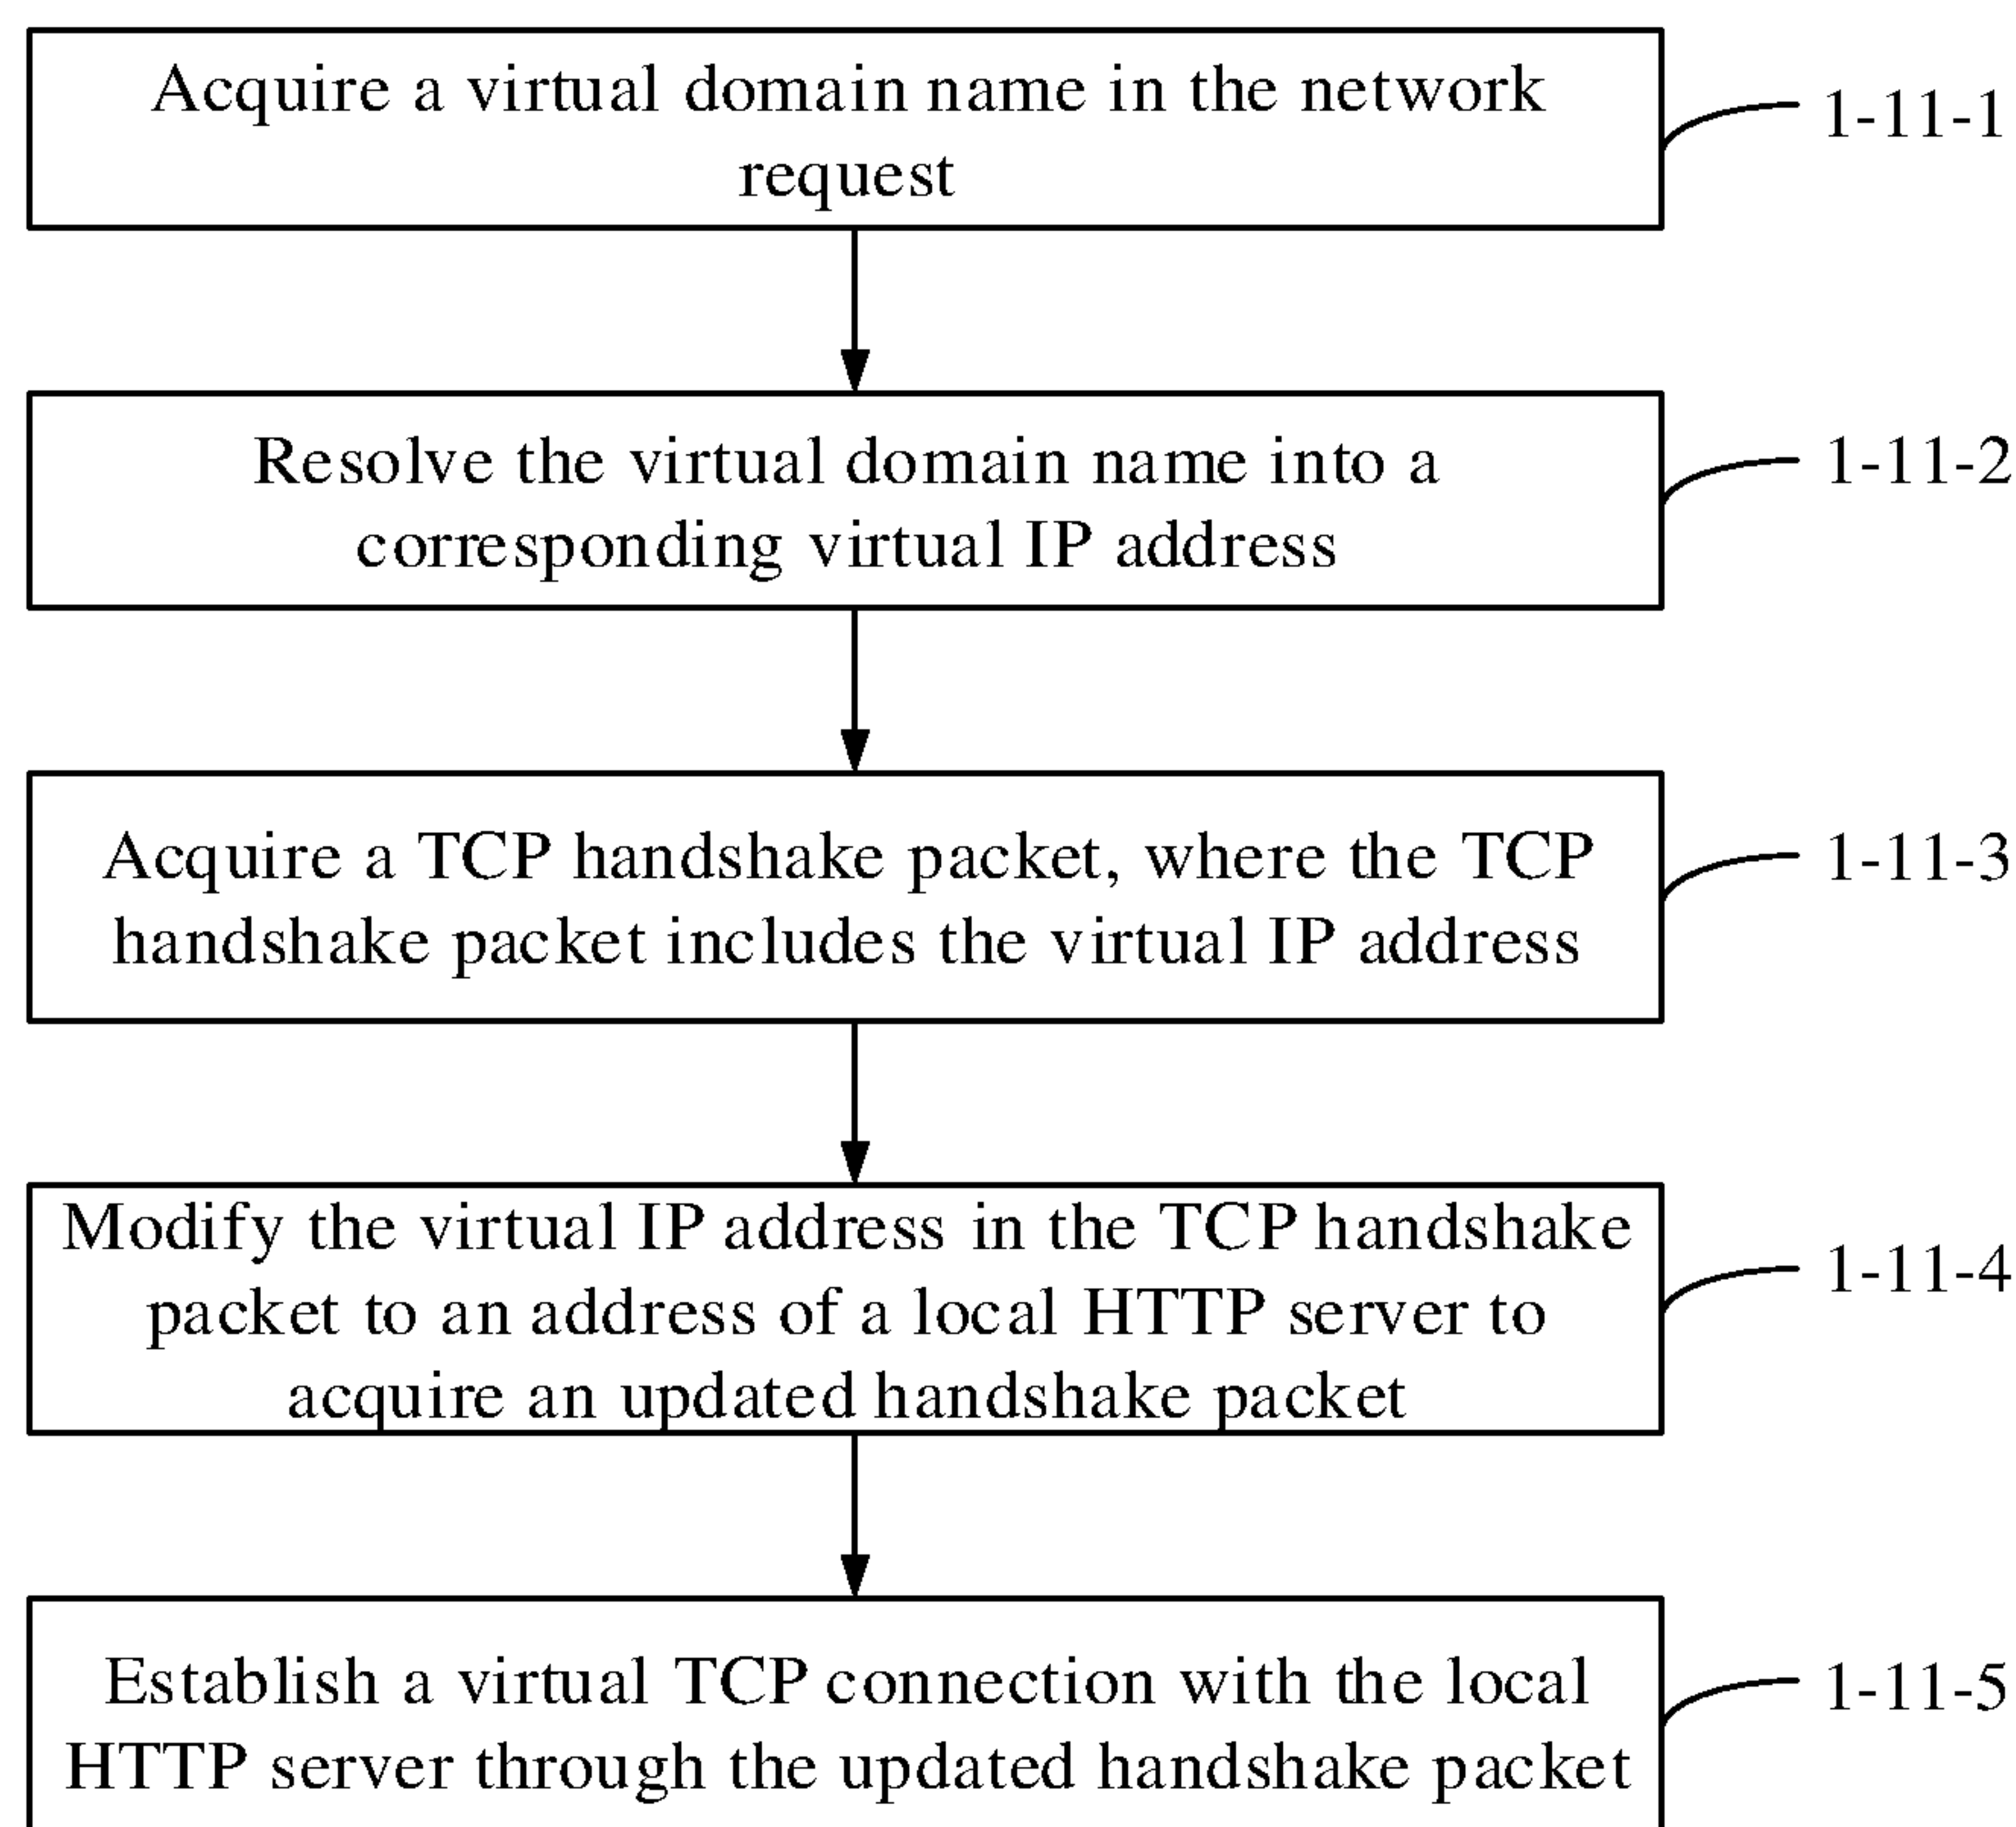 Acquire a virtual domain name in the network
request
1-11-1
Resolve the virtual domain name into a
corresponding virtual IP address
1-11-2
Acquire a TCP handshake packet, where the TCP
handshake packet includes the virtual IP address
1-11-3
Modify the virtual IP address in the TCP handshake
packet to an address of a local HTTP server to
acquire an updated handshake packet
1-11-4
Establish a virtual TCP connection with the local
HTTP server through the updated handshake packet
1-11-5